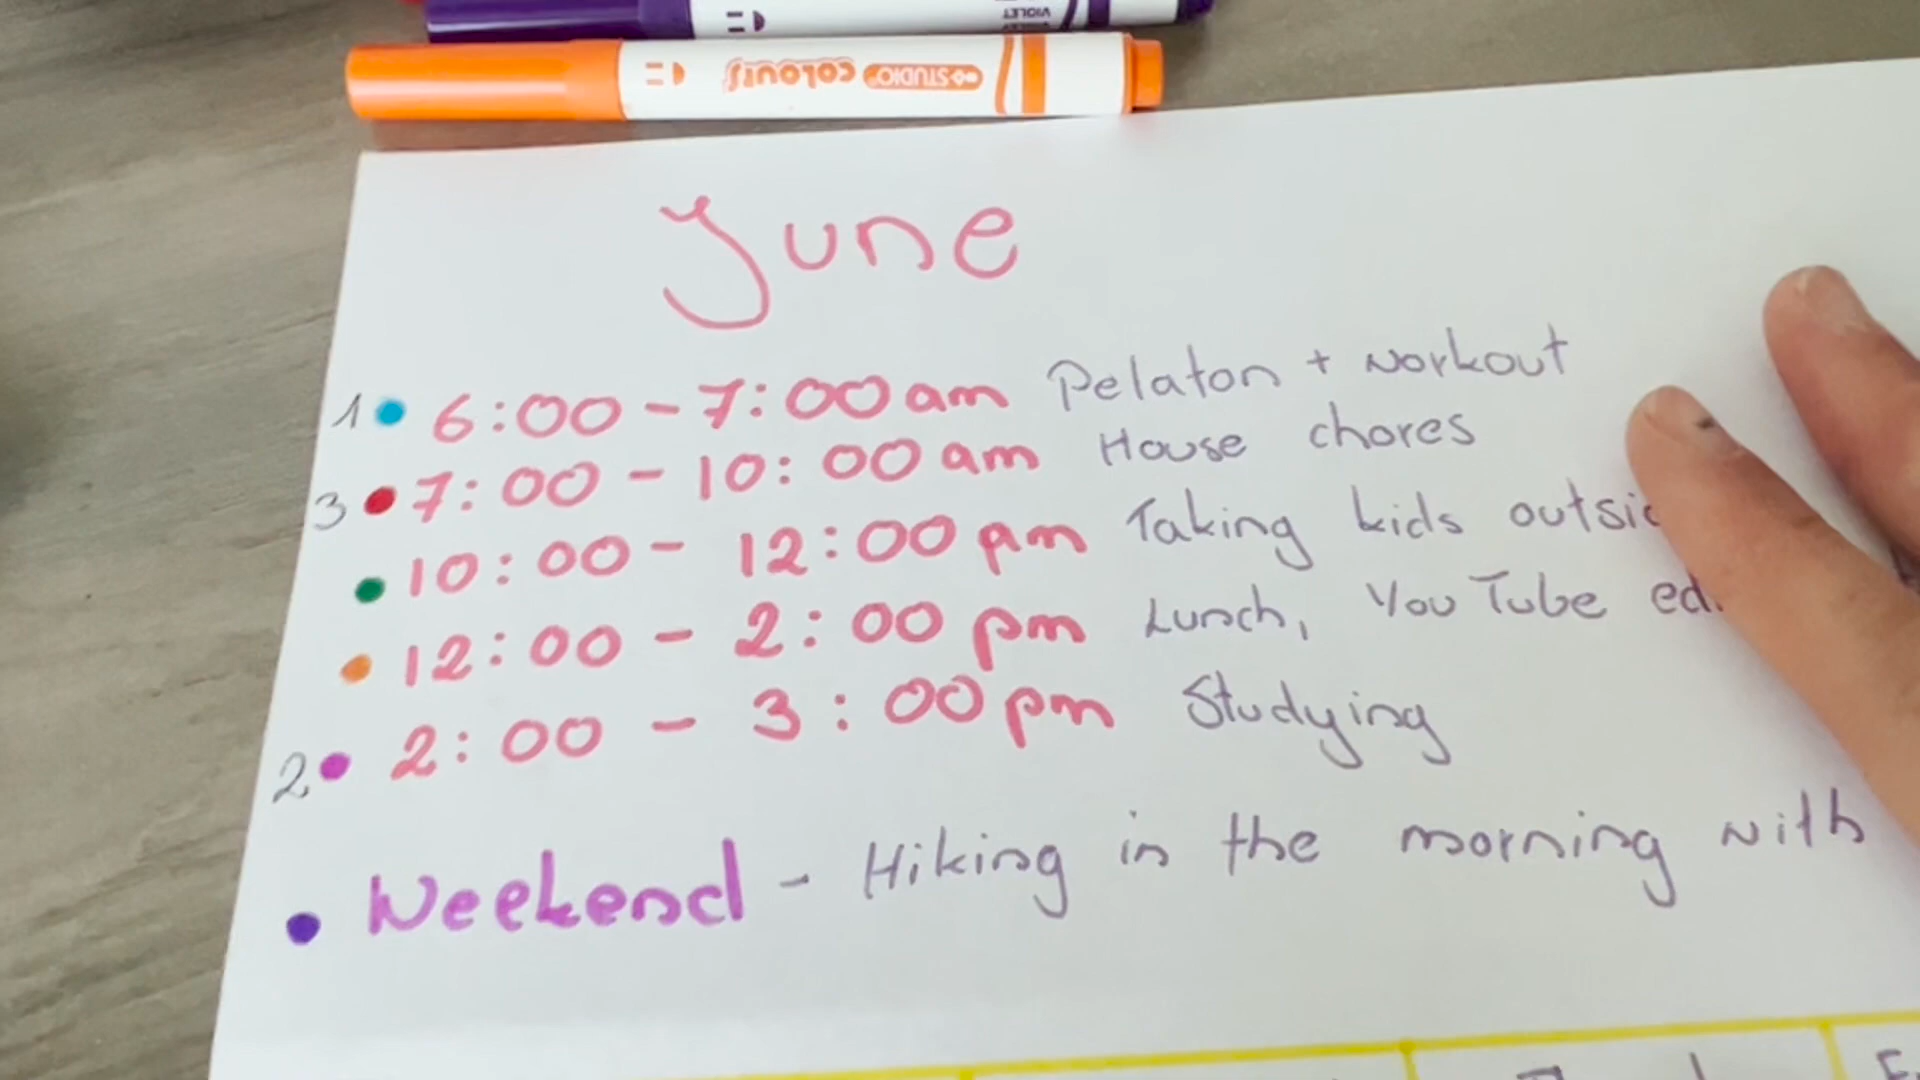 VIOLET
STUDIO COLOURS
June
1 6:00 - 7:00 am Pelaton + workout
3 7:00 - 10:00 am House chores
10:00 - 12:00 pm Taking kids
12:00 - 2:00 pm Lunch, YouTube
2 2:00 - 3:00 pm Studying
Weekend - Hiking in the morning with